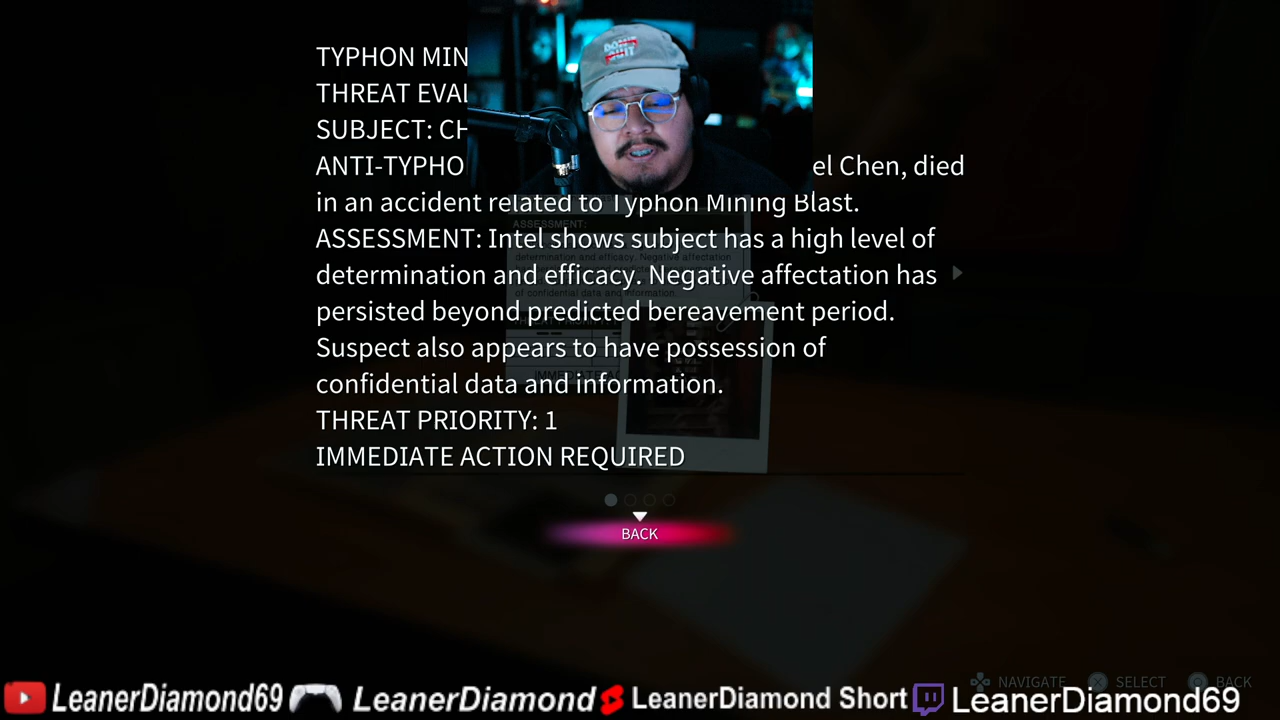 TYPHON MIN
THREAT EVAL
SUBJECT: CH
ANTI-TYPHO el Chen, died
in an accident related to Typhon Mining Blast.
ASSESSMENT: Intel shows subject has a high level of
determination and efficacy. Negative affectation has
persisted beyond predicted bereavement period.
Suspect also appears to have possession of
confidential data and information.
THREAT PRIORITY: 1
IMMEDIATE ACTION REQUIRED
BACK
NAVIGATE SELECT BACK
LeanerDiamond69 LeanerDiamond LeanerDiamond Short LeanerDiamond69